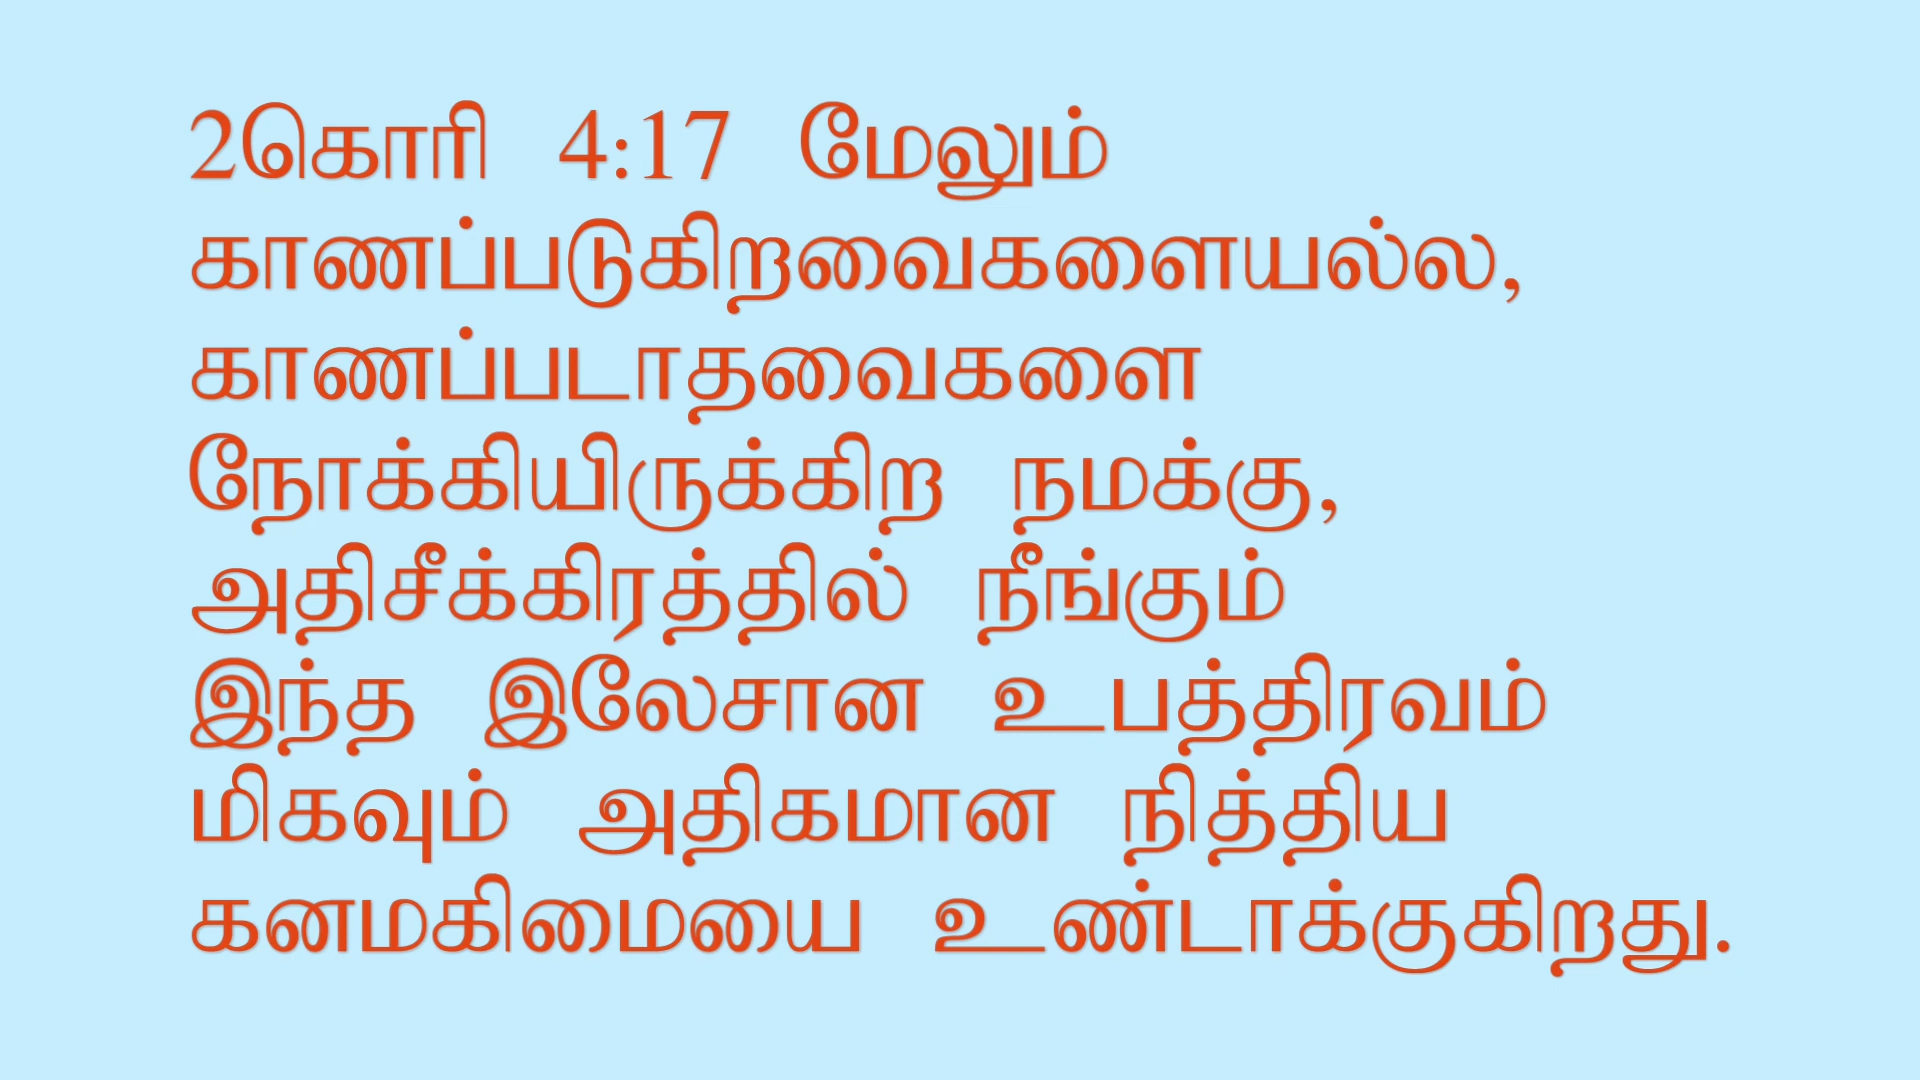 2கொரி 4:17 மேலும்
காணப்படுகிறவைகளையல்ல,
காணப்படாதவைகளை
நோக்கியிருக்கிற நமக்கு,
அதிசீக்கிரத்தில் நீங்கும்
இந்த இலேசான உபத்திரவம்
மிகவும் அதிகமான நித்திய
கனமகிமையை உண்டாக்குகிறது.